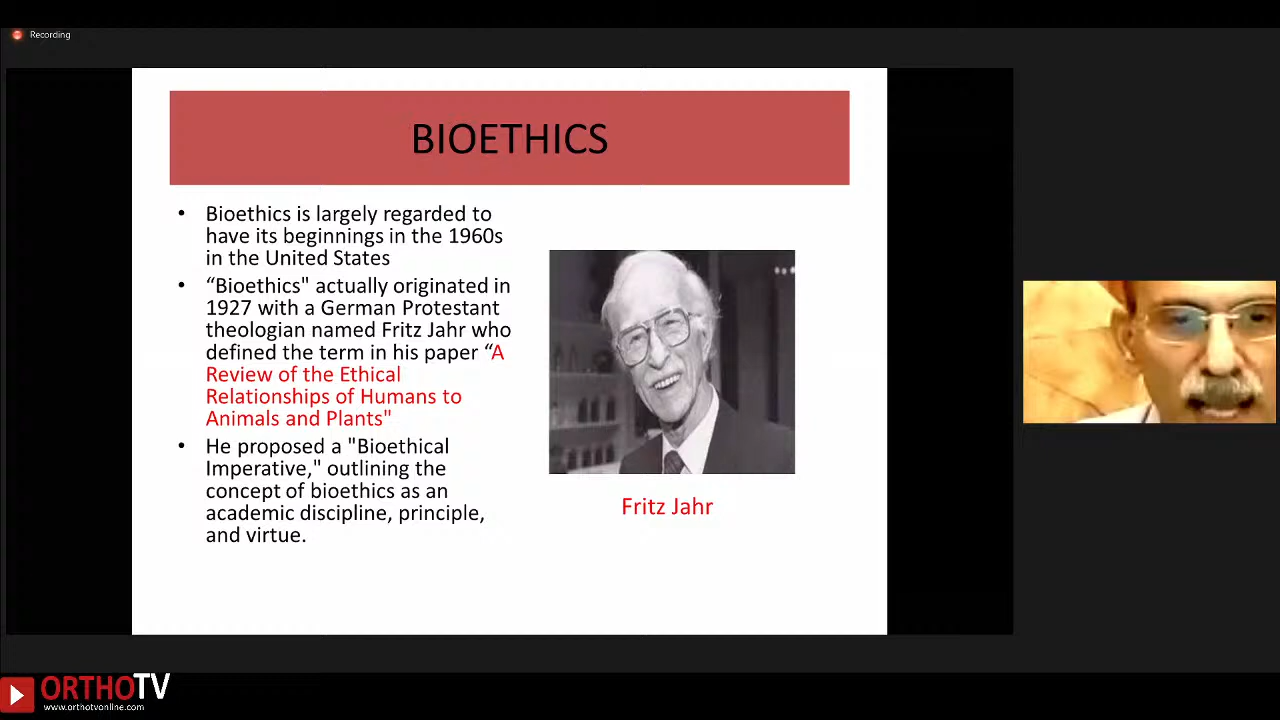 Recording
BIOETHICS
• Bioethics is largely regarded to
have its beginnings in the 1960s
in the United States
• “Bioethics" actually originated in
1927 with a German Protestant
theologian named Fritz Jahr who
defined the term in his paper “A
Review of the Ethical
Relationships of Humans to
Animals and Plants"
• He proposed a "Bioethical
Imperative," outlining the
concept of bioethics as an
academic discipline, principle,
and virtue.
Fritz Jahr
ORTHOTV
www.orthotvonline.com